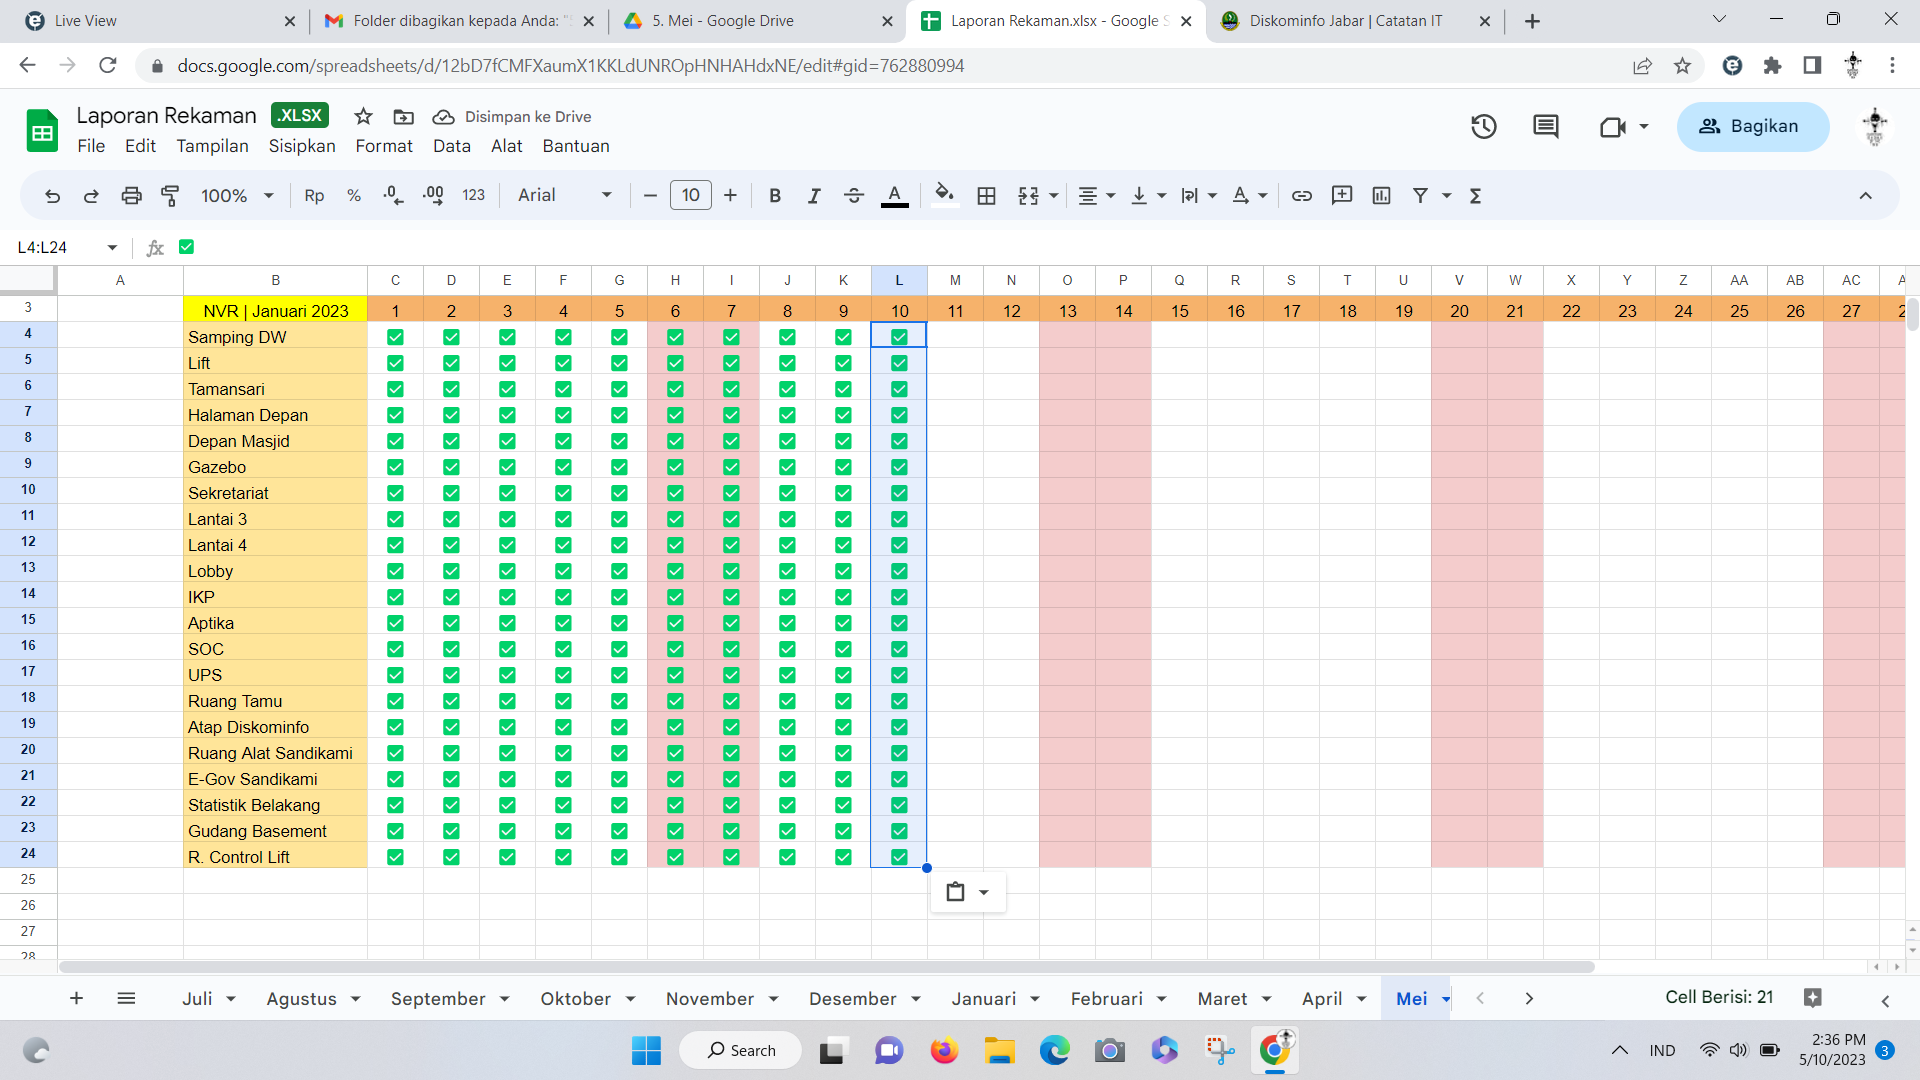 Live View
Folder dibagikan kepada Anda: "
5. Mei - Google Drive
Laporan Rekaman.xlsx - Google S
Diskominfo Jabar | Catatan IT
docs.google.com/spreadsheets/d/12bD7fCMFXaumX1KKLdUNROpHNHAHdxNE/edit#gid=762880994
Laporan Rekaman .XLSX Disimpan ke Drive
File Edit Tampilan Sisipkan Format Data Alat Bantuan
Bagikan
100% Rp % .0 .00 123 Arial 10 B I S A Σ
L4:L24 fx
A B C D E F G H I J K L M N O P Q R S T U V W X Y Z AA AB AC A
3 NVR | Januari 2023 1 2 3 4 5 6 7 8 9 10 11 12 13 14 15 16 17 18 19 20 21 22 23 24 25 26 27 2
4 Samping DW
5 Lift
6 Tamansari
7 Halaman Depan
8 Depan Masjid
9 Gazebo
10 Sekretariat
11 Lantai 3
12 Lantai 4
13 Lobby
14 IKP
15 Aptika
16 SOC
17 UPS
18 Ruang Tamu
19 Atap Diskominfo
20 Ruang Alat Sandikami
21 E-Gov Sandikami
22 Statistik Belakang
23 Gudang Basement
24 R. Control Lift
25
26
27
28
Juli Agustus September Oktober November Desember Januari Februari Maret April Mei Cell Berisi: 21
Search
IND
2:36 PM
5/10/2023 3